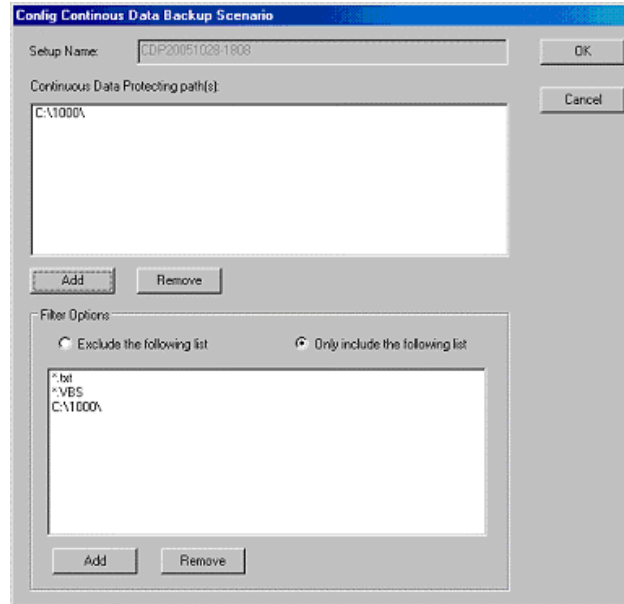 Config Continous Data Backup Scenario
Setup Name: CDP20051028-1808
OK
Continuous Data Protecting path(s):
Cancel
C:\1000\
Add Remove
Filter Options
Exclude the following list Only include the following list
*.txt
*.VBS
C:\1000\
Add Remove